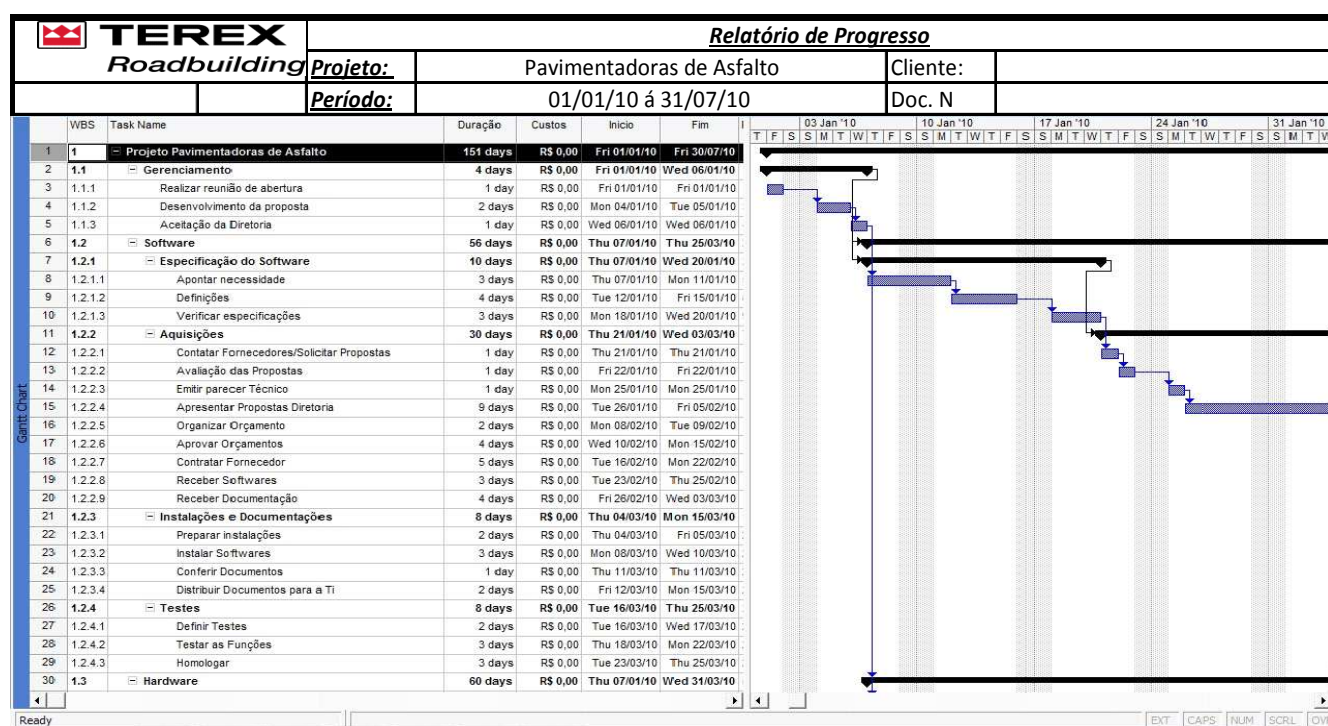 TEREX
Roadbuilding
Relatório de Progresso
Projeto: Pavimentadoras de Asfalto Cliente:
Período: 01/01/10 á 31/07/10 Doc. N
WBS Task Name Duração Custos Inicio Fim 03 Jan '10 10 Jan '10 17 Jan '10 24 Jan '10 31 Jan '10
T F S S M T W T F S S M T W T F S S M T W T F S S M T W T F S S M T W
1 1 Projeto Pavimentadoras de Asfalto 151 days R$ 0,00 Fri 01/01/10 Fri 30/07/10
2 1.1 Gerenciamento 4 days R$ 0,00 Fri 01/01/10 Wed 06/01/10
3 1.1.1 Realizar reunião de abertura 1 day R$ 0,00 Fri 01/01/10 Fri 01/01/10
4 1.1.2 Desenvolvimento da proposta 2 days R$ 0,00 Mon 04/01/10 Tue 05/01/10
5 1.1.3 Aceitação da Diretoria 1 day R$ 0,00 Wed 06/01/10 Wed 06/01/10
6 1.2 Software 56 days R$ 0,00 Thu 07/01/10 Thu 25/03/10
7 1.2.1 Especificação do Software 10 days R$ 0,00 Thu 07/01/10 Wed 20/01/10
8 1.2.1.1 Apontar necessidade 3 days R$ 0,00 Thu 07/01/10 Mon 11/01/10
9 1.2.1.2 Definições 4 days R$ 0,00 Tue 12/01/10 Fri 15/01/10
10 1.2.1.3 Verificar especificações 3 days R$ 0,00 Mon 18/01/10 Wed 20/01/10
11 1.2.2 Aquisições 30 days R$ 0,00 Thu 21/01/10 Wed 03/03/10
12 1.2.2.1 Contatar Fornecedores/Solicitar Propostas 1 day R$ 0,00 Thu 21/01/10 Thu 21/01/10
13 1.2.2.2 Avaliação das Propostas 1 day R$ 0,00 Fri 22/01/10 Fri 22/01/10
14 1.2.2.3 Emitir parecer Técnico 1 day R$ 0,00 Mon 25/01/10 Mon 25/01/10
15 1.2.2.4 Apresentar Propostas Diretoria 9 days R$ 0,00 Tue 26/01/10 Fri 05/02/10
16 1.2.2.5 Organizar Orçamento 2 days R$ 0,00 Mon 08/02/10 Tue 09/02/10
17 1.2.2.6 Aprovar Orçamentos 4 days R$ 0,00 Wed 10/02/10 Mon 15/02/10
18 1.2.2.7 Contratar Fornecedor 5 days R$ 0,00 Tue 16/02/10 Mon 22/02/10
19 1.2.2.8 Receber Softwares 3 days R$ 0,00 Tue 23/02/10 Thu 25/02/10
20 1.2.2.9 Receber Documentação 4 days R$ 0,00 Fri 26/02/10 Wed 03/03/10
21 1.2.3 Instalações e Documentações 8 days R$ 0,00 Thu 04/03/10 Mon 15/03/10
22 1.2.3.1 Preparar instalações 2 days R$ 0,00 Thu 04/03/10 Fri 05/03/10
23 1.2.3.2 Instalar Softwares 3 days R$ 0,00 Mon 08/03/10 Wed 10/03/10
24 1.2.3.3 Conferir Documentos 1 day R$ 0,00 Thu 11/03/10 Thu 11/03/10
25 1.2.3.4 Distribuir Documentos para a Ti 2 days R$ 0,00 Fri 12/03/10 Mon 15/03/10
26 1.2.4 Testes 8 days R$ 0,00 Tue 16/03/10 Thu 25/03/10
27 1.2.4.1 Definir Testes 2 days R$ 0,00 Tue 16/03/10 Wed 17/03/10
28 1.2.4.2 Testar as Funções 3 days R$ 0,00 Thu 18/03/10 Mon 22/03/10
29 1.2.4.3 Homologar 3 days R$ 0,00 Tue 23/03/10 Thu 25/03/10
30 1.3 Hardware 60 days R$ 0,00 Thu 07/01/10 Wed 31/03/10
Gantt Chart
Ready EXT CAPS NUM SCRL